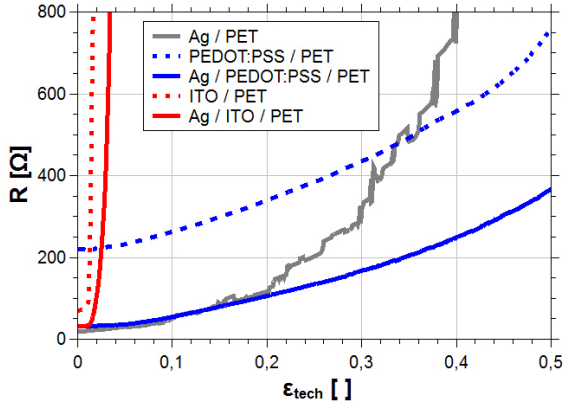 800
600
400
200
0
R [Ω]
Ag / PET
PEDOT:PSS / PET
Ag / PEDOT:PSS / PET
ITO / PET
Ag / ITO / PET
0
0,1
0,2
0,3
0,4
0,5
εtech [ ]